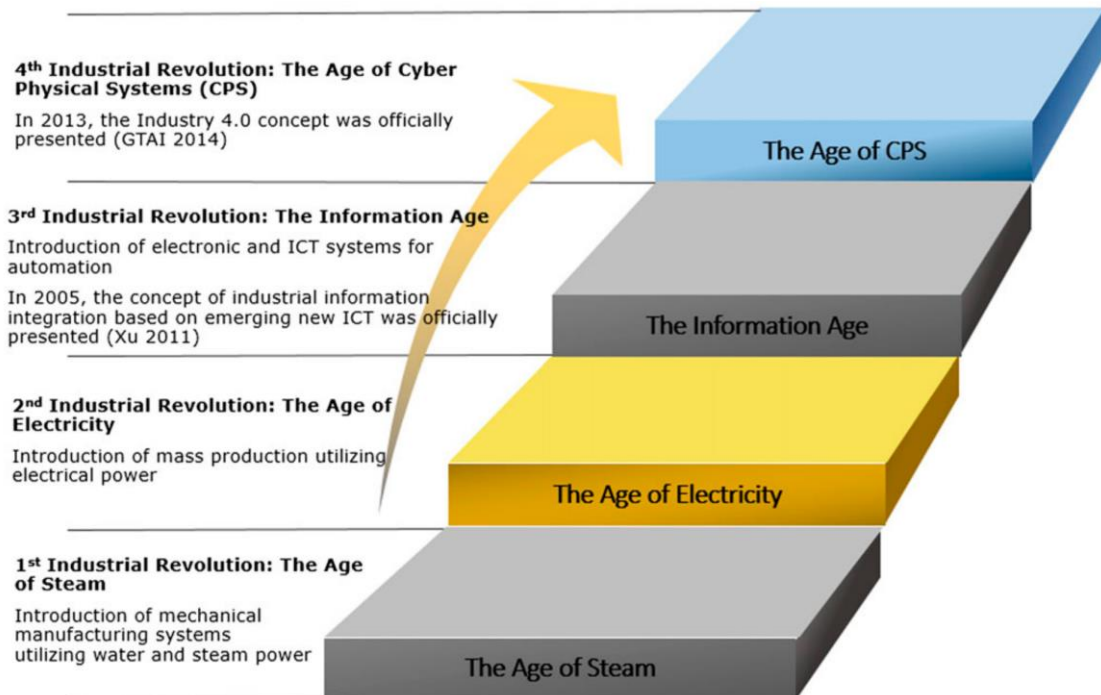 4th Industrial Revolution: The Age of Cyber
Physical Systems (CPS)
In 2013, the Industry 4.0 concept was officially
presented (GTAI 2014)
The Age of CPS
3rd Industrial Revolution: The Information Age
Introduction of electronic and ICT systems for
automation
In 2005, the concept of industrial information
integration based on emerging new ICT was officially
presented (Xu 2011)
The Information Age
2nd Industrial Revolution: The Age of
Electricity
Introduction of mass production utilizing
electrical power
The Age of Electricity
1st Industrial Revolution: The Age
of Steam
Introduction of mechanical
manufacturing systems
utilizing water and steam power
The Age of Steam